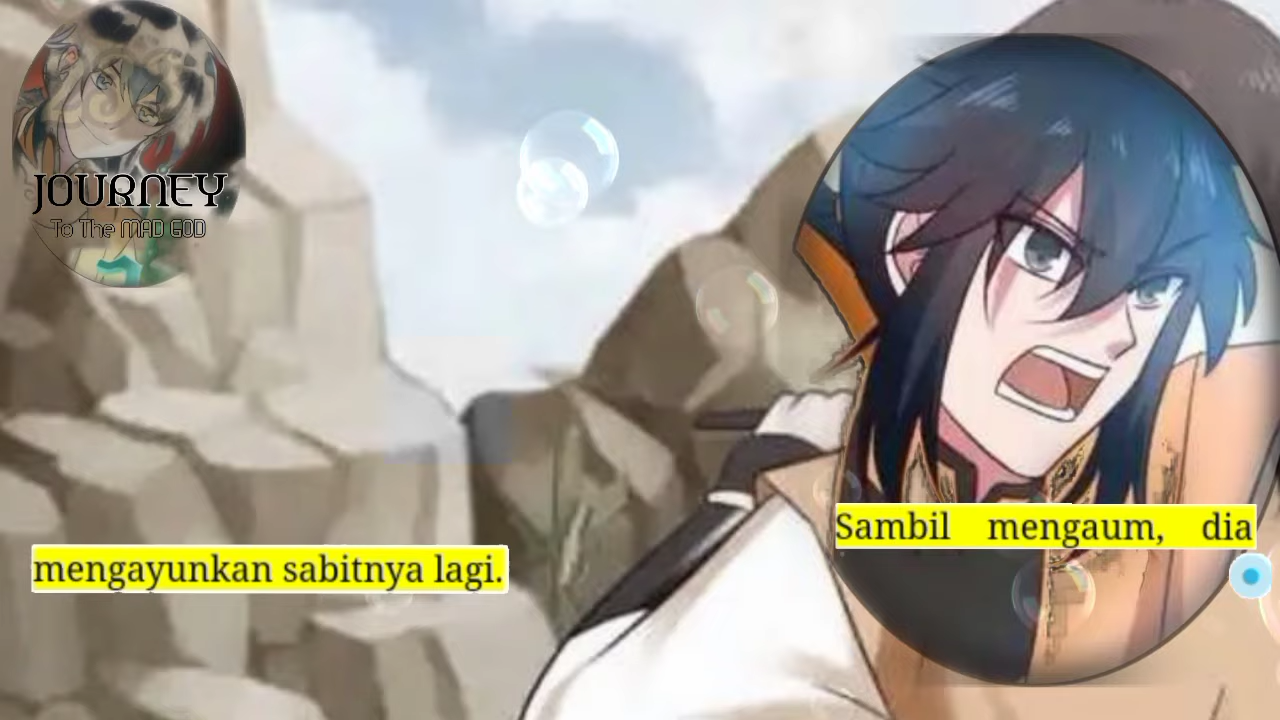 JOURNEY
To The MAD GOD
Sambil mengaum, dia
mengayunkan sabitnya lagi.